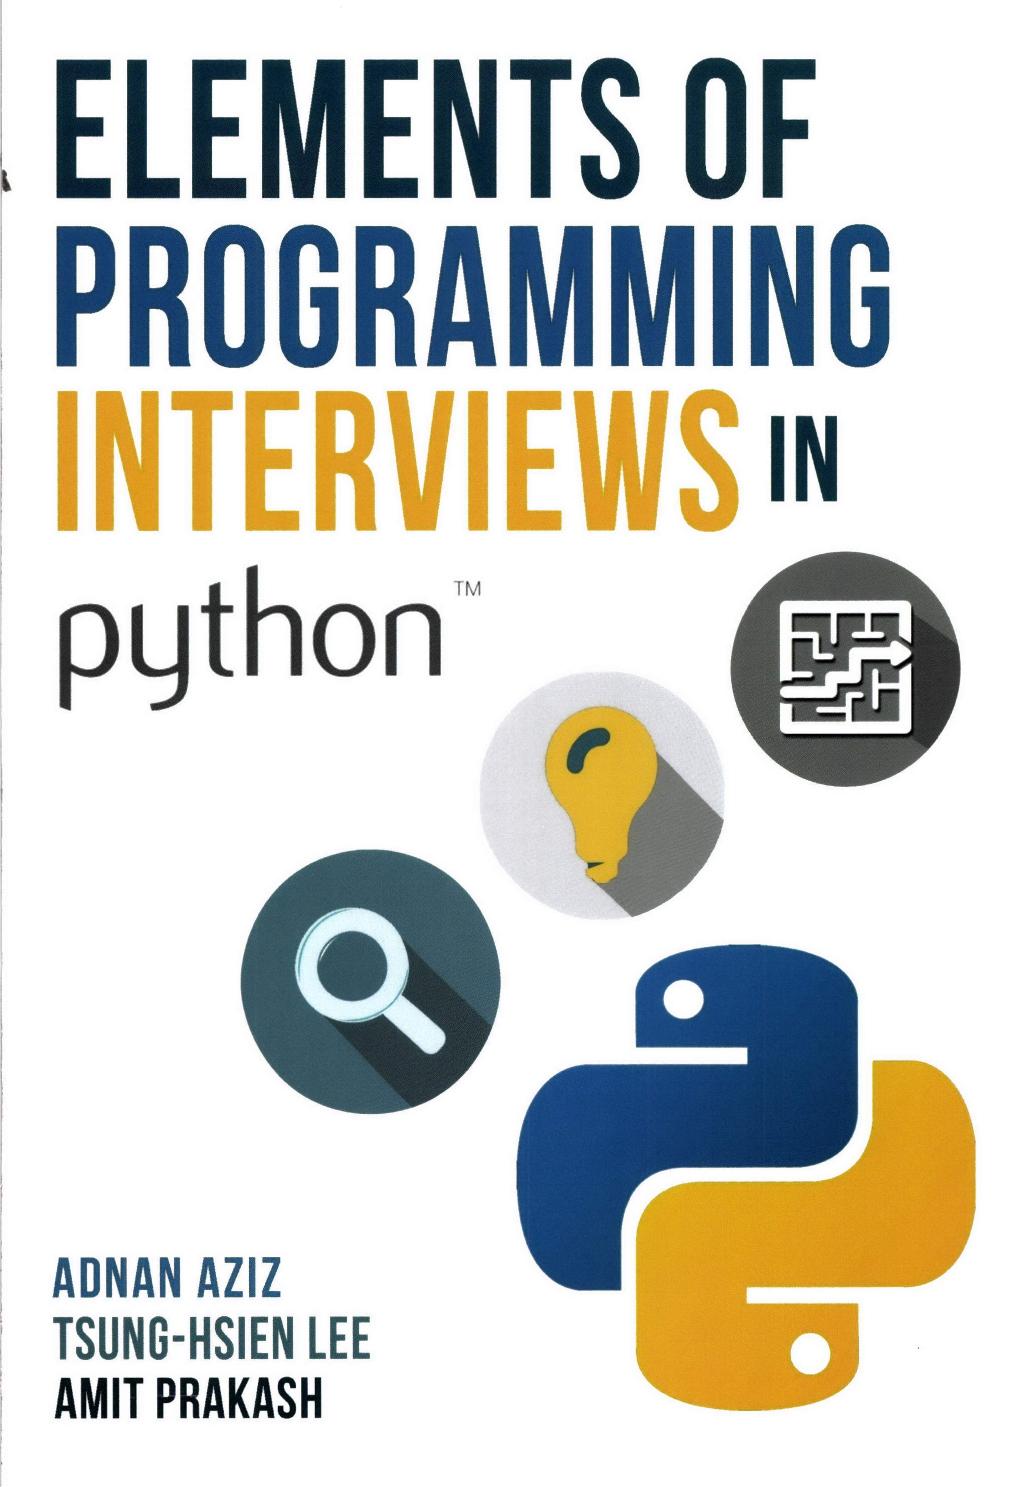 ELEMENTS OF
PROGRAMMING
INTERVIEWS IN
python™
ADNAN AZIZ
TSUNG-HSIEN LEE
AMIT PRAKASH